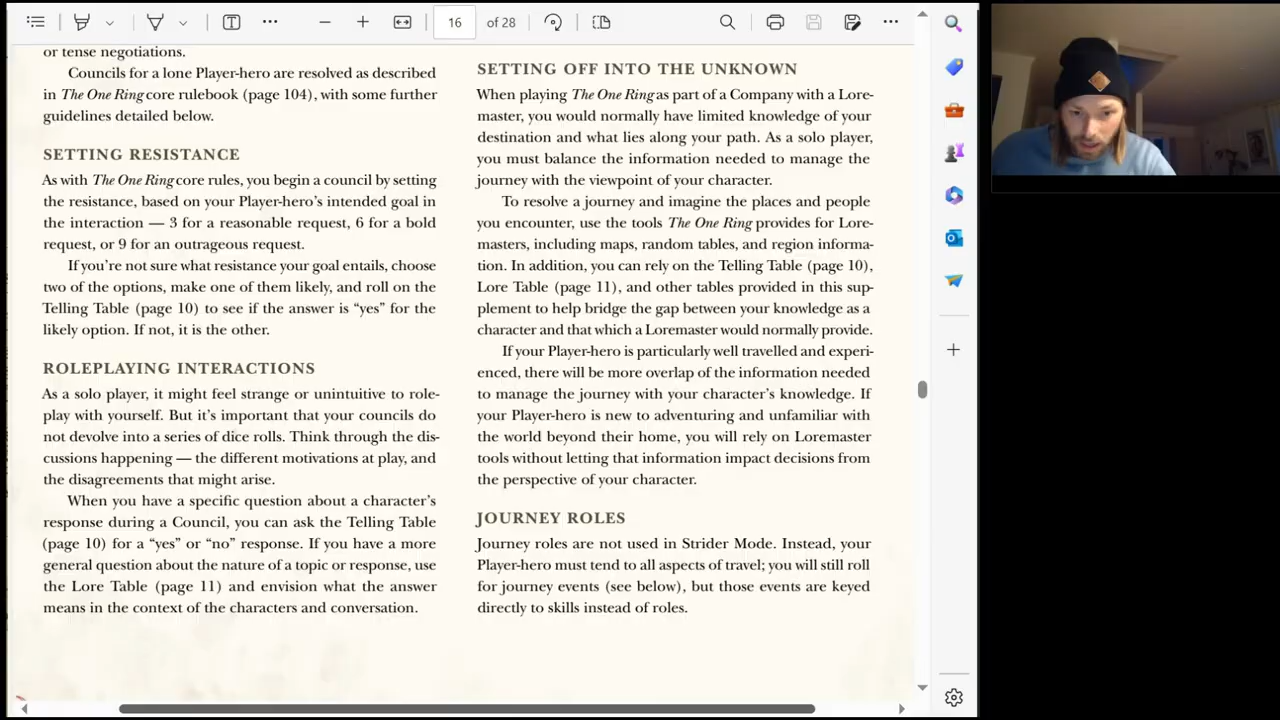 16 of 28
or tense negotiations.
Councils for a lone Player-hero are resolved as described
in The One Ring core rulebook (page 104), with some further
guidelines detailed below.
SETTING RESISTANCE
As with The One Ring core rules, you begin a council by setting
the resistance, based on your Player-hero's intended goal in
the interaction — 3 for a reasonable request, 6 for a bold
request, or 9 for an outrageous request.
If you're not sure what resistance your goal entails, choose
two of the options, make one of them likely, and roll on the
Telling Table (page 10) to see if the answer is “yes” for the
likely option. If not, it is the other.
ROLEPLAYING INTERACTIONS
As a solo player, it might feel strange or unintuitive to role-
play with yourself. But it's important that your councils do
not devolve into a series of dice rolls. Think through the dis-
cussions happening — the different motivations at play, and
the disagreements that might arise.
When you have a specific question about a character's
response during a Council, you can ask the Telling Table
(page 10) for a “yes” or “no” response. If you have a more
general question about the nature of a topic or response, use
the Lore Table (page 11) and envision what the answer
means in the context of the characters and conversation.
SETTING OFF INTO THE UNKNOWN
When playing The One Ring as part of a Company with a Lore-
master, you would normally have limited knowledge of your
destination and what lies along your path. As a solo player,
you must balance the information needed to manage the
journey with the viewpoint of your character.
To resolve a journey and imagine the places and people
you encounter, use the tools The One Ring provides for Lore-
masters, including maps, random tables, and region informa-
tion. In addition, you can rely on the Telling Table (page 10),
Lore Table (page 11), and other tables provided in this sup-
plement to help bridge the gap between your knowledge as a
character and that which a Loremaster would normally provide.
If your Player-hero is particularly well travelled and experi-
enced, there will be more overlap of the information needed
to manage the journey with your character's knowledge. If
your Player-hero is new to adventuring and unfamiliar with
the world beyond their home, you will rely on Loremaster
tools without letting that information impact decisions from
the perspective of your character.
JOURNEY ROLES
Journey roles are not used in Strider Mode. Instead, your
Player-hero must tend to all aspects of travel; you will still roll
for journey events (see below), but those events are keyed
directly to skills instead of roles.